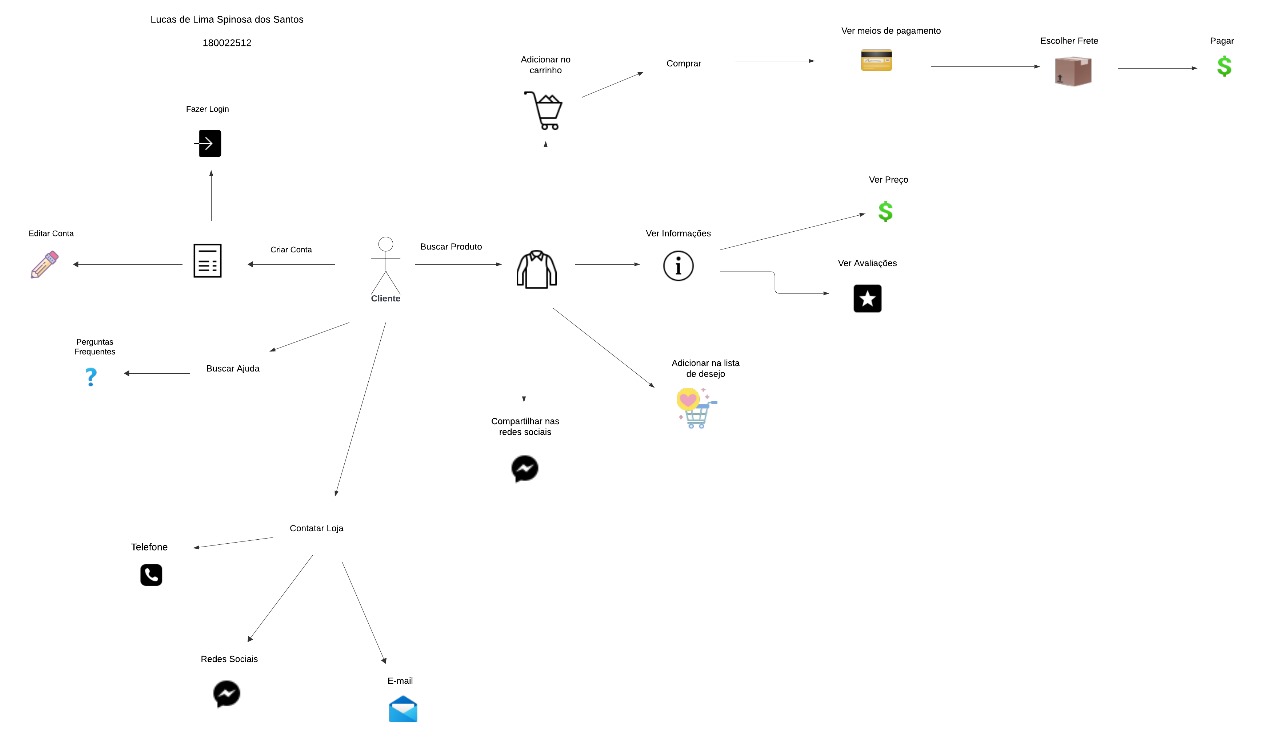 Lucas de Lima Spinosa dos Santos
180022512
Ver meios de pagamento
Escolher Frete
Pagar
Adicionar no
carrinho
Comprar
Fazer Login
Ver Preço
Editar Conta
Criar Conta
Buscar Produto
Ver Informações
Ver Avaliações
Cliente
Perguntas
Frequentes
Buscar Ajuda
Adicionar na lista
de desejo
Compartilhar nas
redes sociais
Contatar Loja
Telefone
Redes Sociais
E-mail